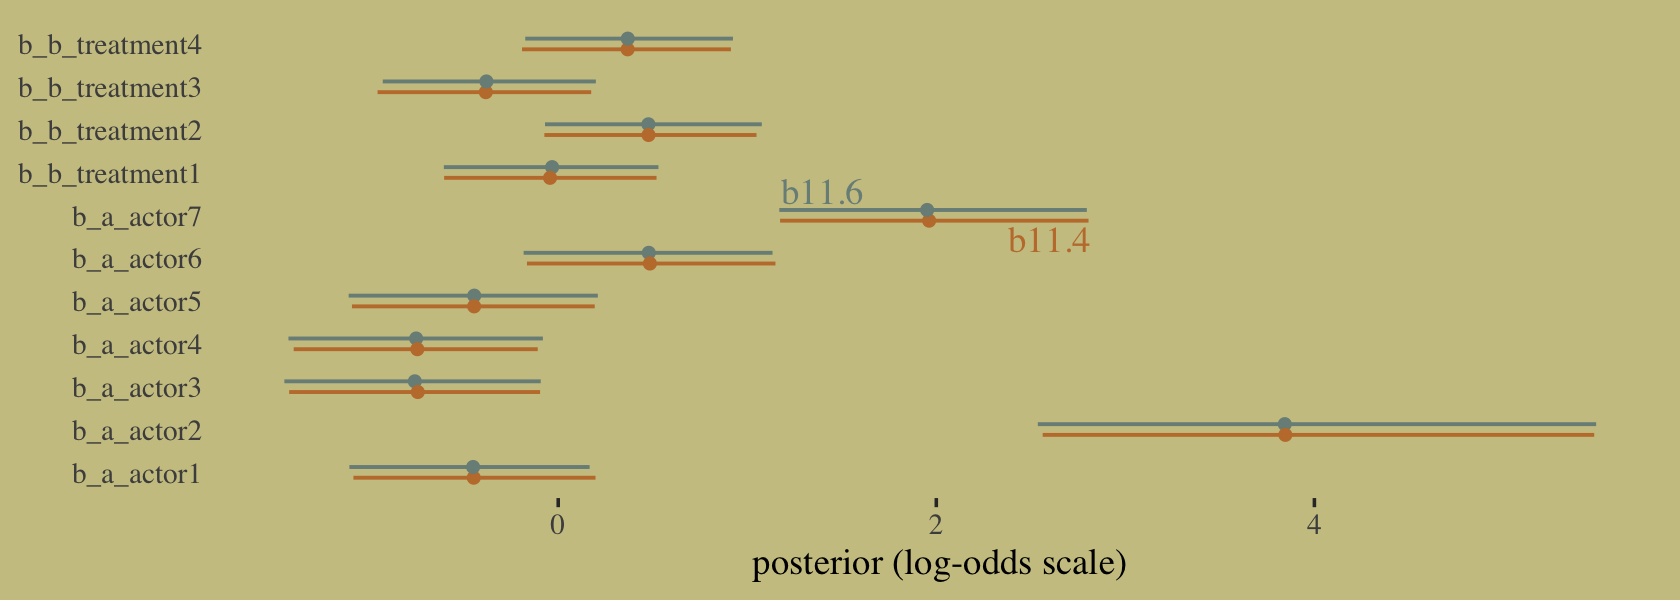 b_b_treatment4
b_b_treatment3
b_b_treatment2
b_b_treatment1
b11.6
b_a_actor7
b11.4
b_a_actor6
b_a_actor5
b_a_actor4
b_a_actor3
b_a_actor2
b_a_actor1
0 2 4
posterior (log-odds scale)